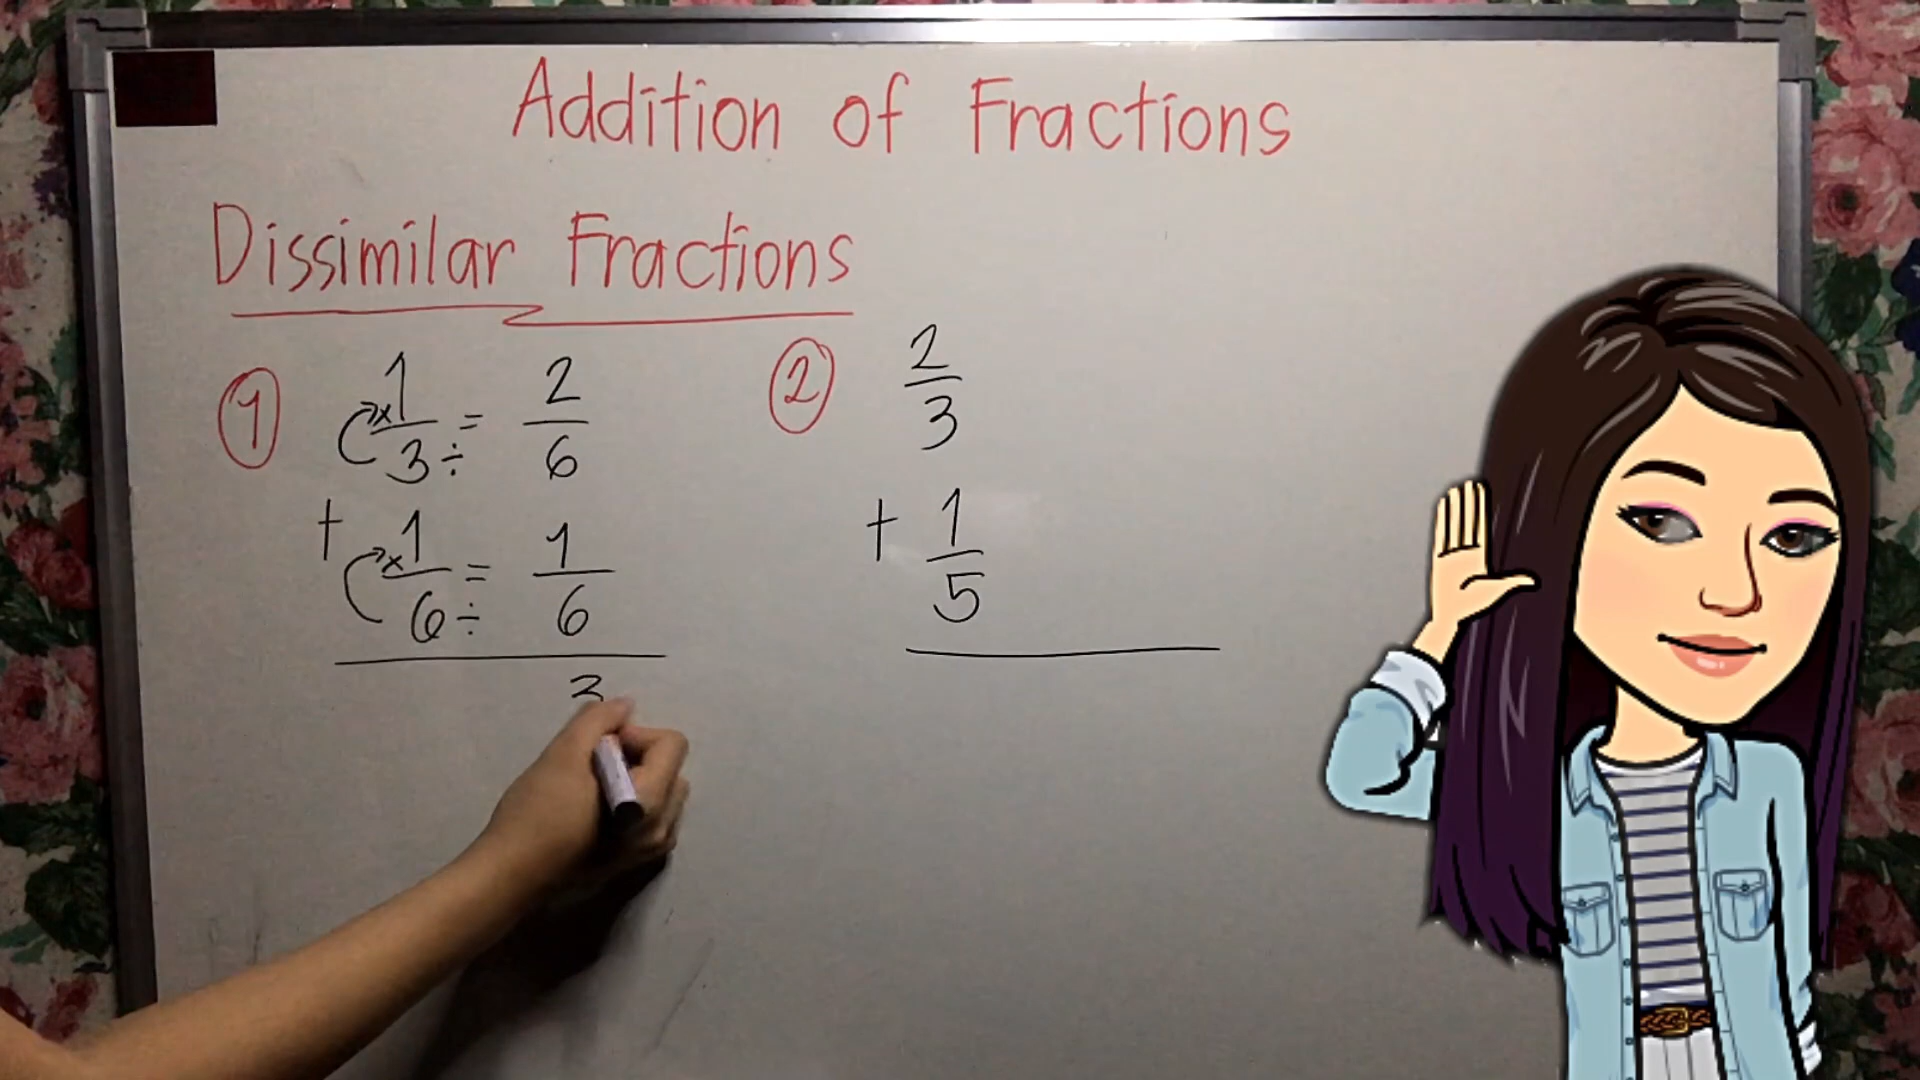 Addition of Fractions
Dissimilar Fractions
1
×1/3 ÷ = 2/6
+ ×1/6 ÷ = 1/6
3
2
2/3
+ 1/5